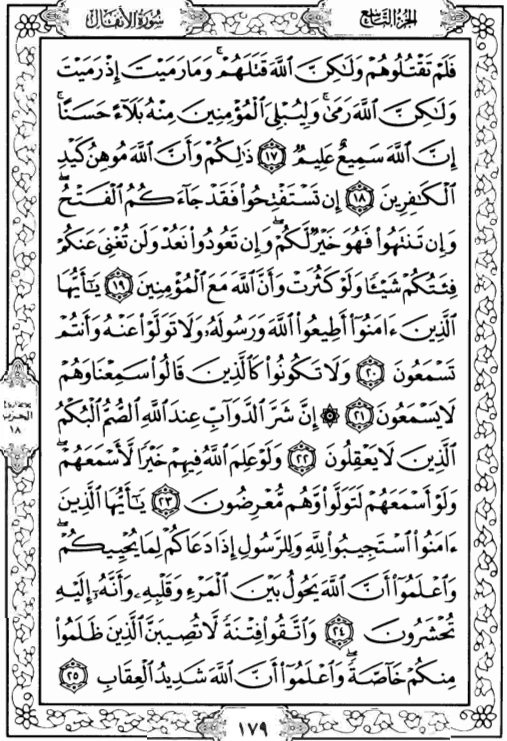 الجزء التاسع
سورة الأنفال
فَلَمْ تَقْتُلُوهُمْ وَلَٰكِنَّ ٱللَّهَ قَتَلَهُمْ ۚ وَمَا رَمَيْتَ إِذْ رَمَيْتَ
وَلَٰكِنَّ ٱللَّهَ رَمَىٰ ۚ وَلِيُبْلِىَ ٱلْمُؤْمِنِينَ مِنْهُ بَلَآءً حَسَنًا ۚ
إِنَّ ٱللَّهَ سَمِيعٌ عَلِيمٌ ١٧ ذَٰلِكُمْ وَأَنَّ ٱللَّهَ مُوهِنُ كَيْدِ
ٱلْكَٰفِرِينَ ١٨ إِن تَسْتَفْتِحُوا۟ فَقَدْ جَآءَكُمُ ٱلْفَتْحُ ۖ
وَإِن تَنتَهُوا۟ فَهُوَ خَيْرٌ لَّكُمْ ۖ وَإِن تَعُودُوا۟ نَعُدْ وَلَن تُغْنِىَ عَنكُمْ
فِئَتُكُمْ شَيْـًٔا وَلَوْ كَثُرَتْ وَأَنَّ ٱللَّهَ مَعَ ٱلْمُؤْمِنِينَ ١٩ يَٰٓأَيُّهَا
ٱلَّذِينَ ءَامَنُوٓا۟ أَطِيعُوا۟ ٱللَّهَ وَرَسُولَهُۥ وَلَا تَوَلَّوْا۟ عَنْهُ وَأَنتُمْ
تَسْمَعُونَ ٢٠ وَلَا تَكُونُوا۟ كَٱلَّذِينَ قَالُوا۟ سَمِعْنَا وَهُمْ
لَا يَسْمَعُونَ ٢١ ۞ إِنَّ شَرَّ ٱلدَّوَآبِّ عِندَ ٱللَّهِ ٱلصُّمُّ ٱلْبُكْمُ
ٱلَّذِينَ لَا يَعْقِلُونَ ٢٢ وَلَوْ عَلِمَ ٱللَّهُ فِيهِمْ خَيْرًا لَّأَسْمَعَهُمْ ۖ
وَلَوْ أَسْمَعَهُمْ لَتَوَلَّوا۟ وَّهُم مُّعْرِضُونَ ٢٣ يَٰٓأَيُّهَا ٱلَّذِينَ
ءَامَنُوا۟ ٱسْتَجِيبُوا۟ لِلَّهِ وَلِلرَّسُولِ إِذَا دَعَاكُمْ لِمَا يُحْيِيكُمْ ۖ
وَٱعْلَمُوٓا۟ أَنَّ ٱللَّهَ يَحُولُ بَيْنَ ٱلْمَرْءِ وَقَلْبِهِۦ وَأَنَّهُۥٓ إِلَيْهِ
تُحْشَرُونَ ٢٤ وَٱتَّقُوا۟ فِتْنَةً لَّا تُصِيبَنَّ ٱلَّذِينَ ظَلَمُوا۟
مِنكُمْ خَآصَّةً ۖ وَٱعْلَمُوٓا۟ أَنَّ ٱللَّهَ شَدِيدُ ٱلْعِقَابِ ٢٥
الحزب
١٨
١٧٩